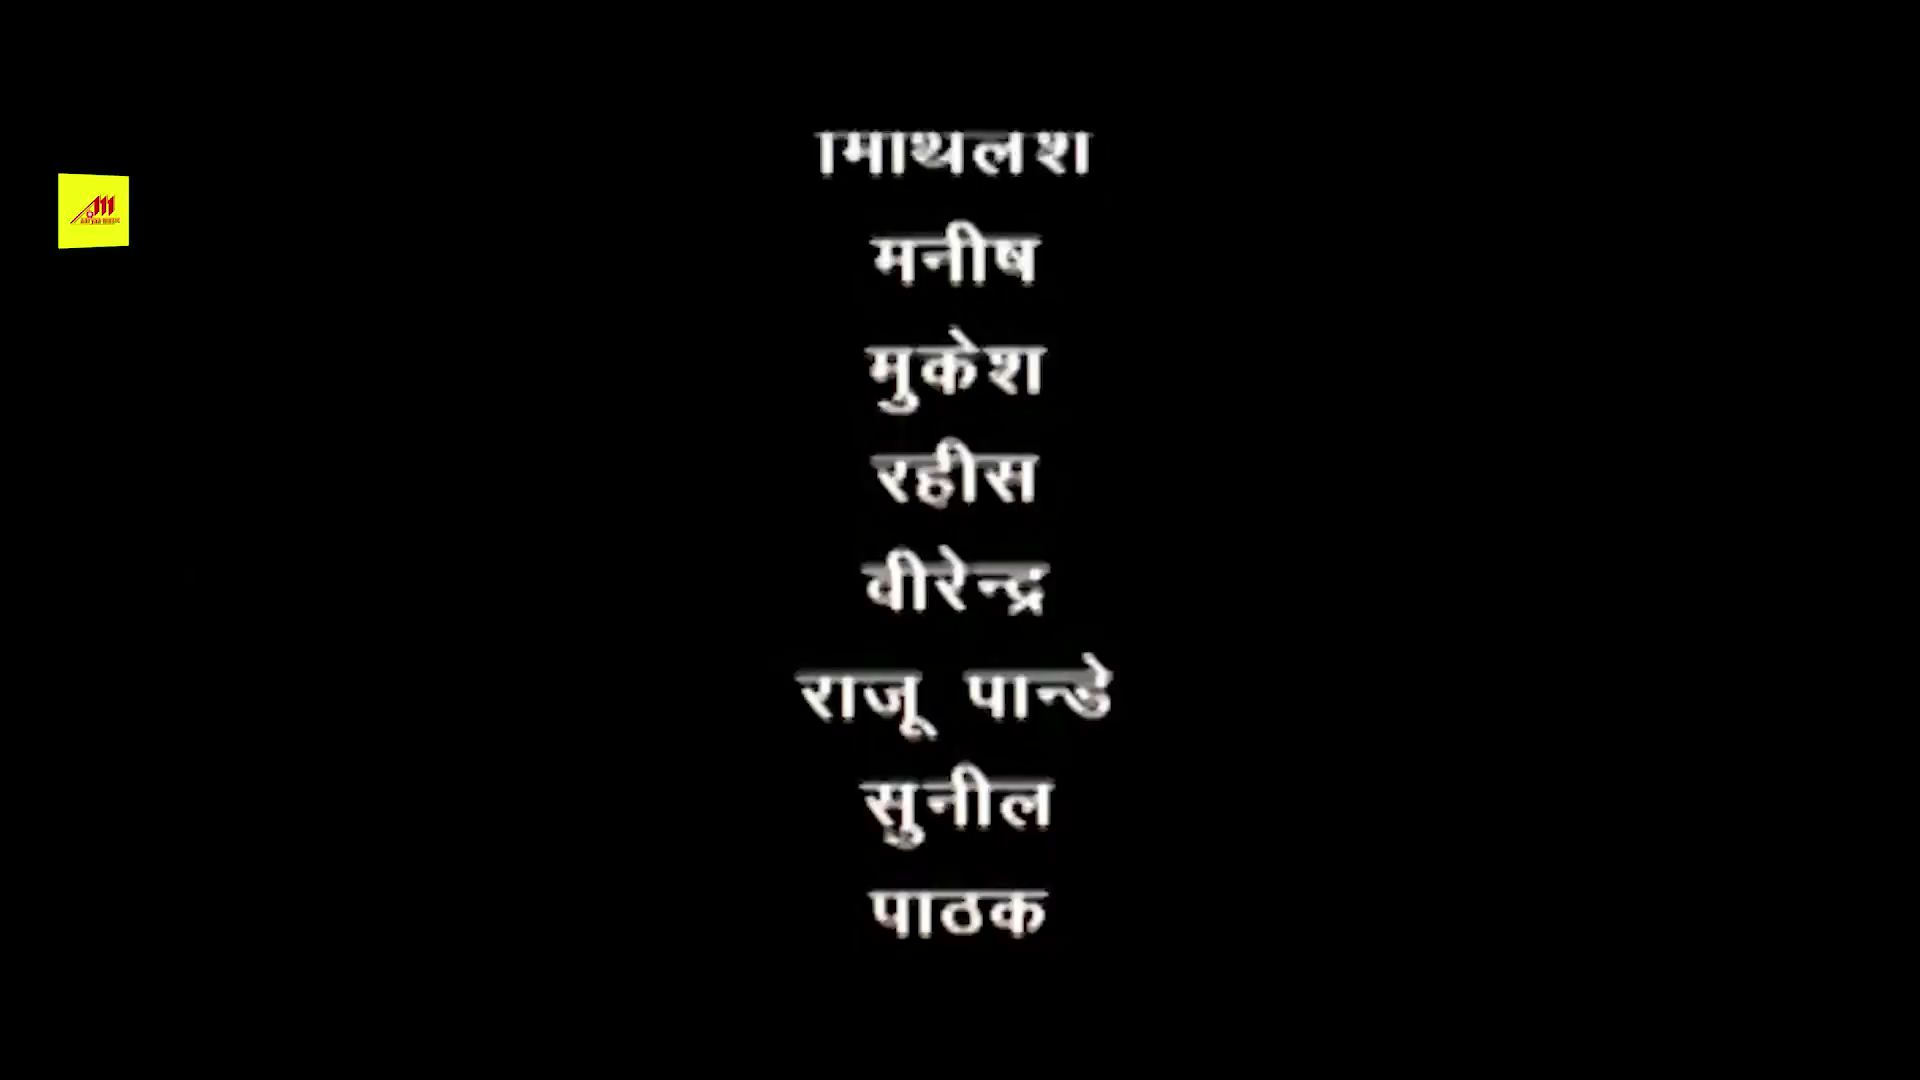 मिथिलेश
मनीष
मुकेश
रहीस
वीरेन्द्र
राजू पान्डे
सुनील
पाठक